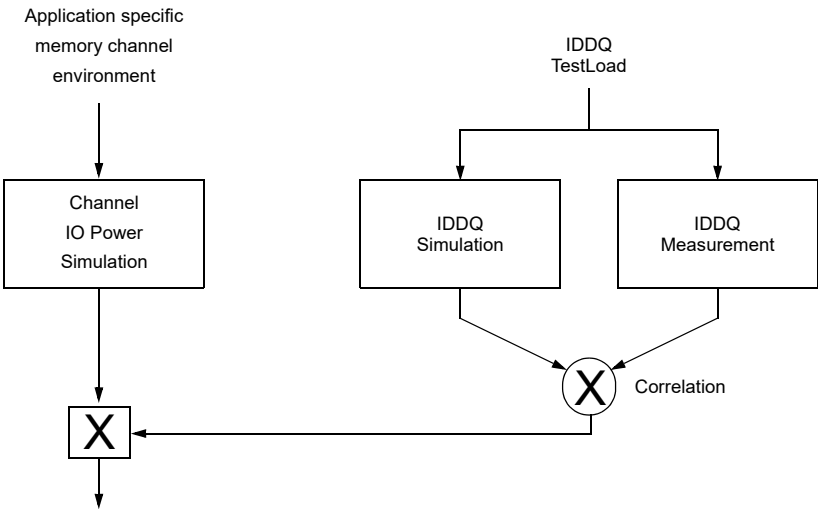 Application specific
memory channel
environment
IDDQ
TestLoad
Channel
IO Power
Simulation
IDDQ
Simulation
IDDQ
Measurement
X
Correlation
X